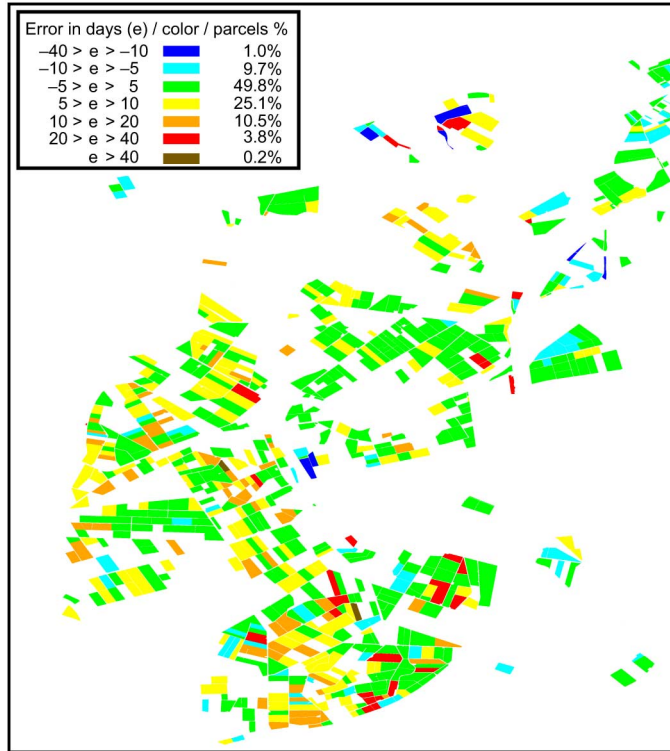 Error in days (e) / color / parcels %
–40 > e > –10 1.0%
–10 > e > –5 9.7%
–5 > e > 5 49.8%
5 > e > 10 25.1%
10 > e > 20 10.5%
20 > e > 40 3.8%
e > 40 0.2%